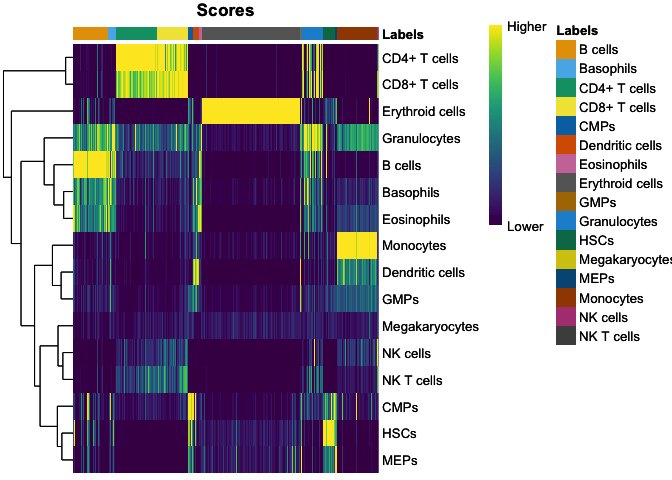 Scores
Labels
CD4+ T cells
CD8+ T cells
Erythroid cells
Granulocytes
B cells
Basophils
Eosinophils
Monocytes
Dendritic cells
GMPs
Megakaryocytes
NK cells
NK T cells
CMPs
HSCs
MEPs
Higher
Lower
Labels
B cells
Basophils
CD4+ T cells
CD8+ T cells
CMPs
Dendritic cells
Eosinophils
Erythroid cells
GMPs
Granulocytes
HSCs
Megakaryocytes
MEPs
Monocytes
NK cells
NK T cells